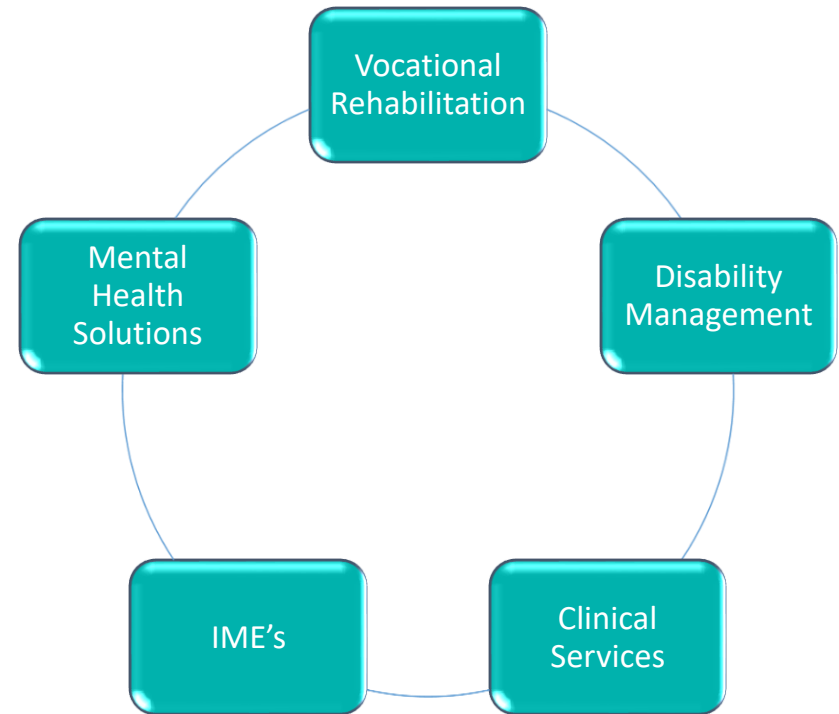 Vocational
Rehabilitation
Disability
Management
Clinical
Services
IME’s
Mental
Health
Solutions